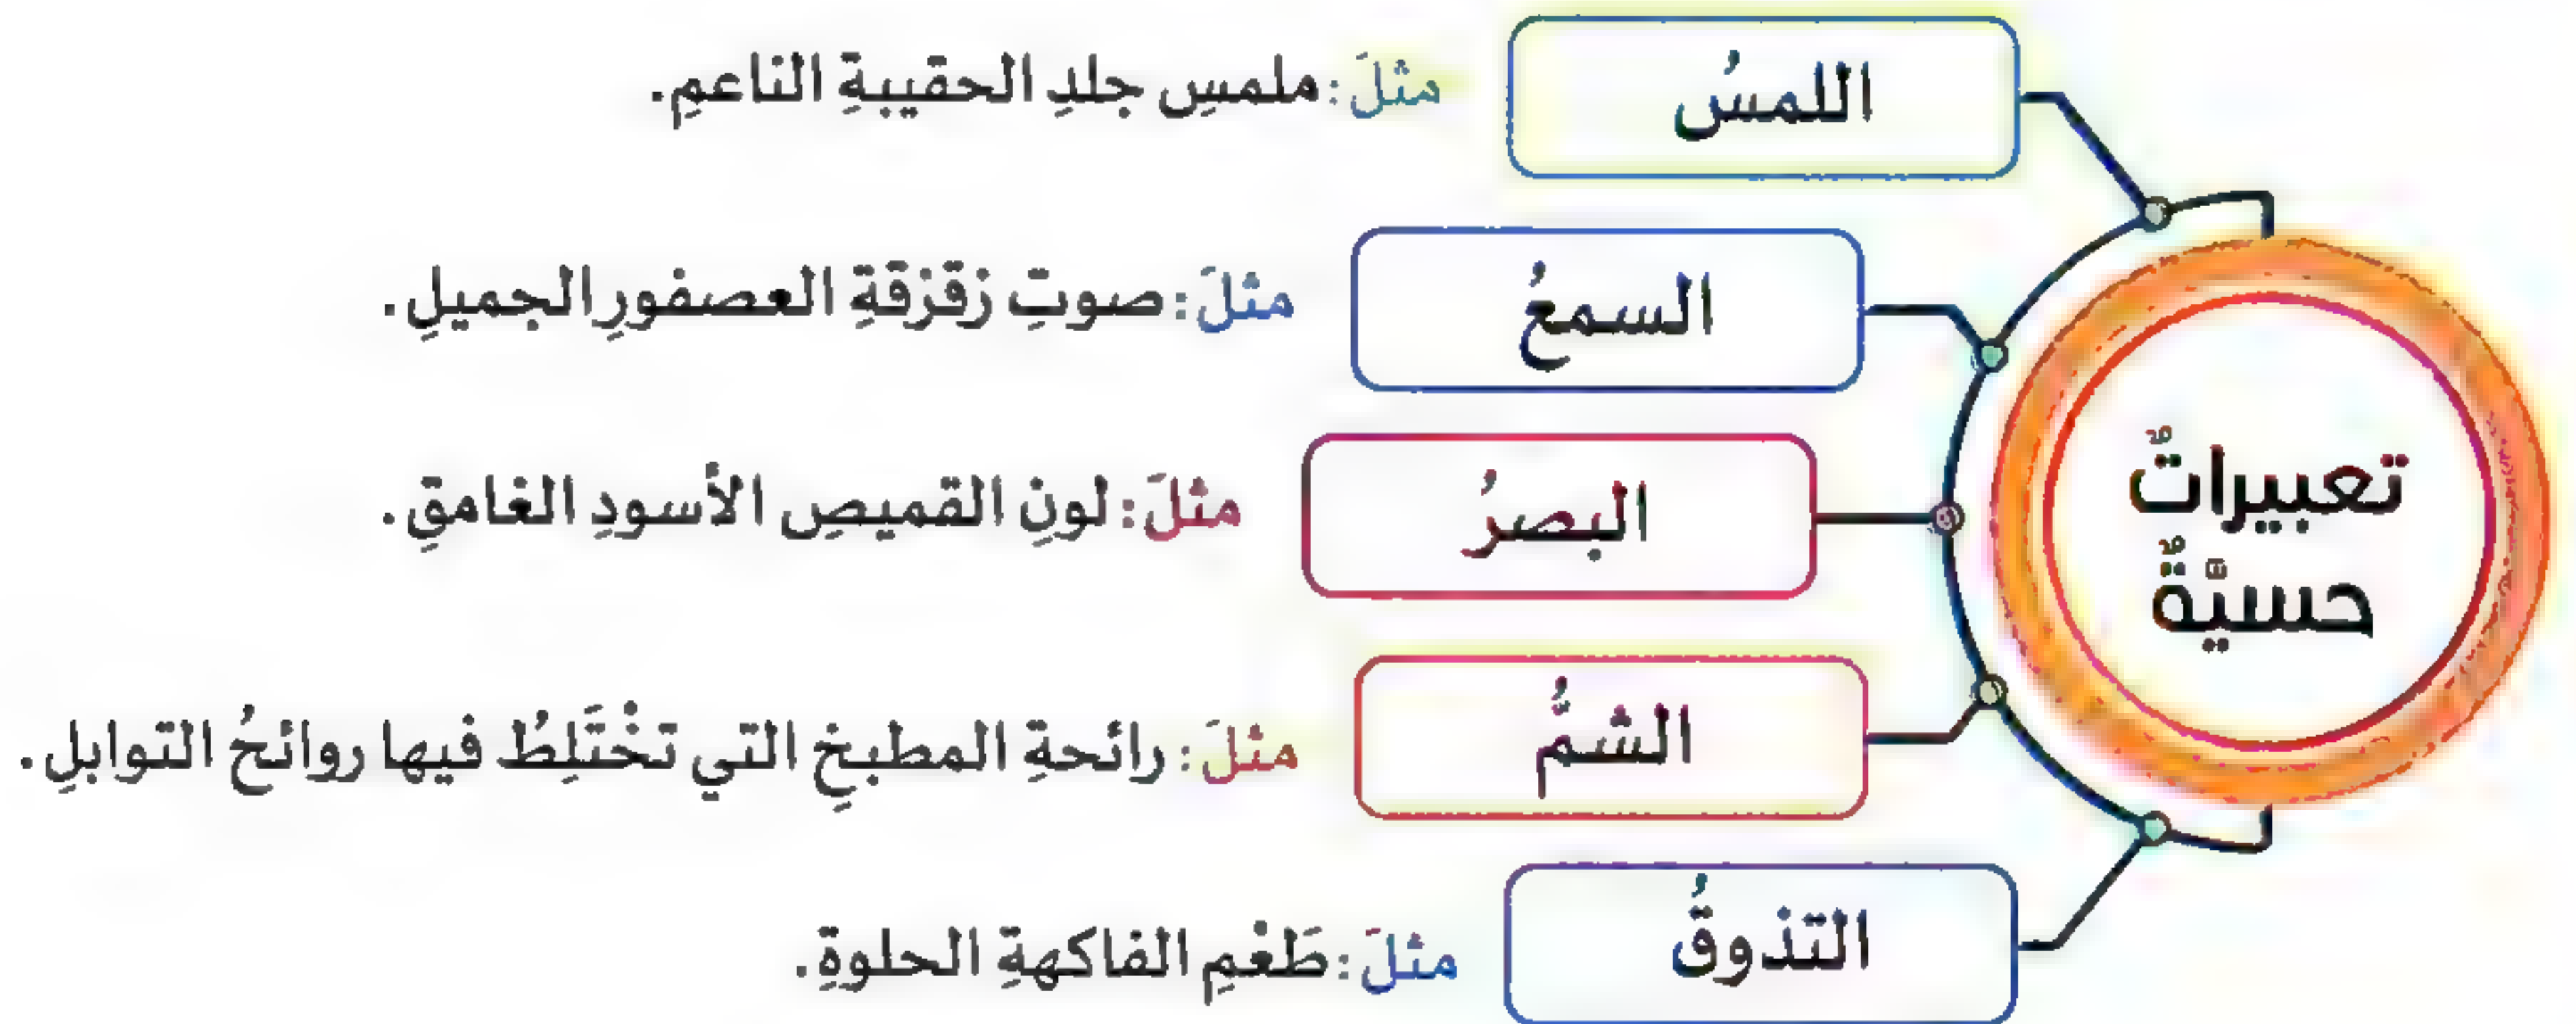 تعبيراتٌ
حسيَّةٌ
اللمسُ
مثلَ: ملمسِ جلدِ الحقيبةِ الناعمِ.
السمعُ
مثلَ: صوتِ زقزقةِ العصفورِ الجميلِ.
البصرُ
مثلَ: لونِ القميصِ الأسودِ الغامقِ.
الشمُّ
مثلَ: رائحةِ المطبخِ التي تخْتَلِطُ فيها روائحُ التوابلِ.
التذوقُ
مثلَ: طَعْمِ الفاكهةِ الحلوةِ.